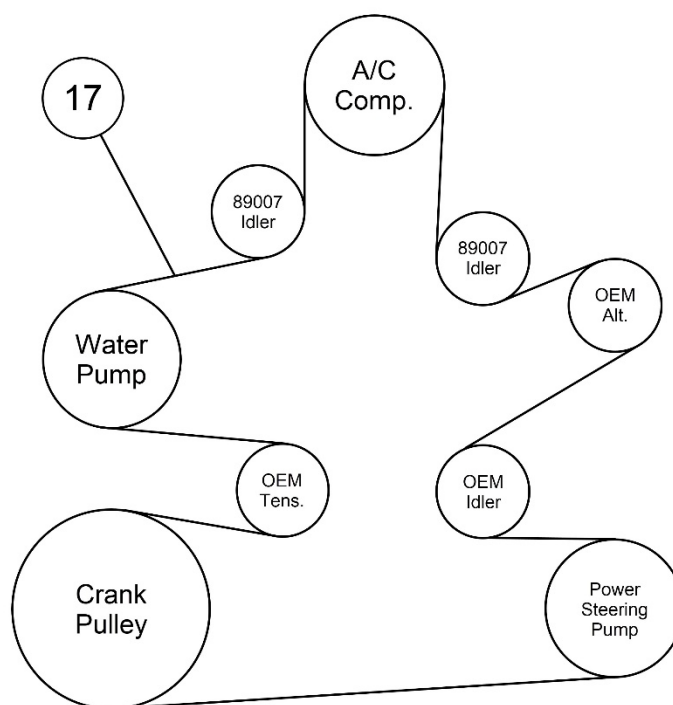 A/C
Comp.
17
89007
Idler
89007
Idler
OEM
Alt.
Water
Pump
OEM
Tens.
OEM
Idler
Crank
Pulley
Power
Steering
Pump